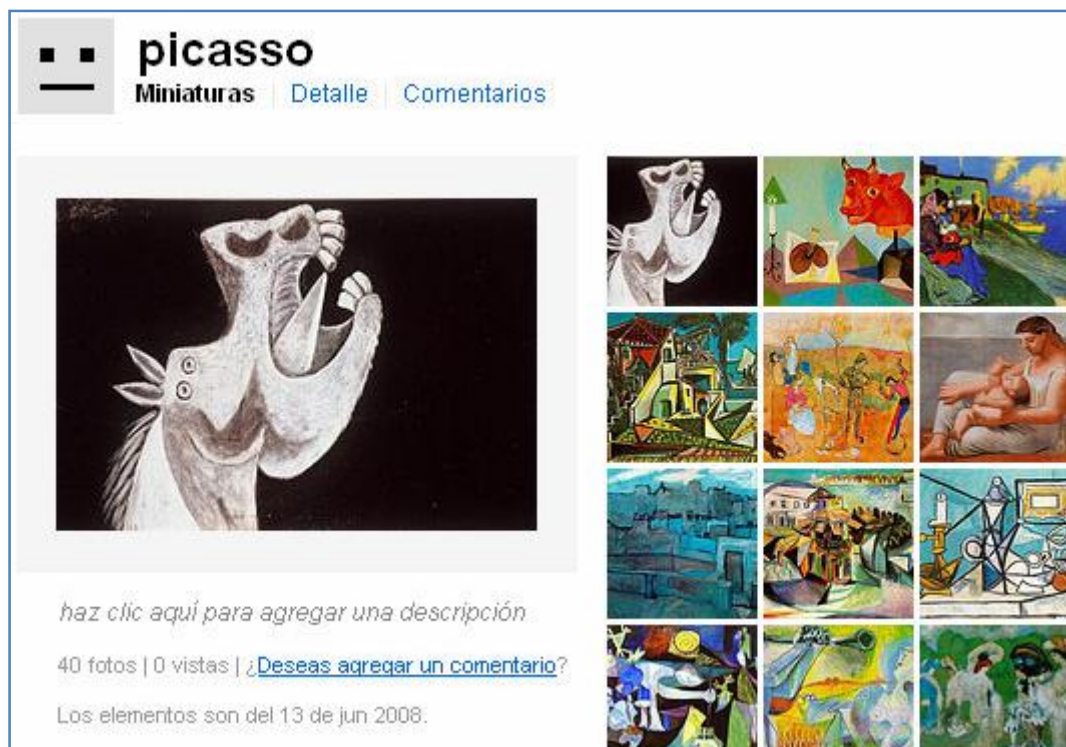 picasso
Miniaturas Detalle Comentarios
haz clic aquí para agregar una descripción
40 fotos | 0 vistas | ¿Deseas agregar un comentario?
Los elementos son del 13 de jun 2008.